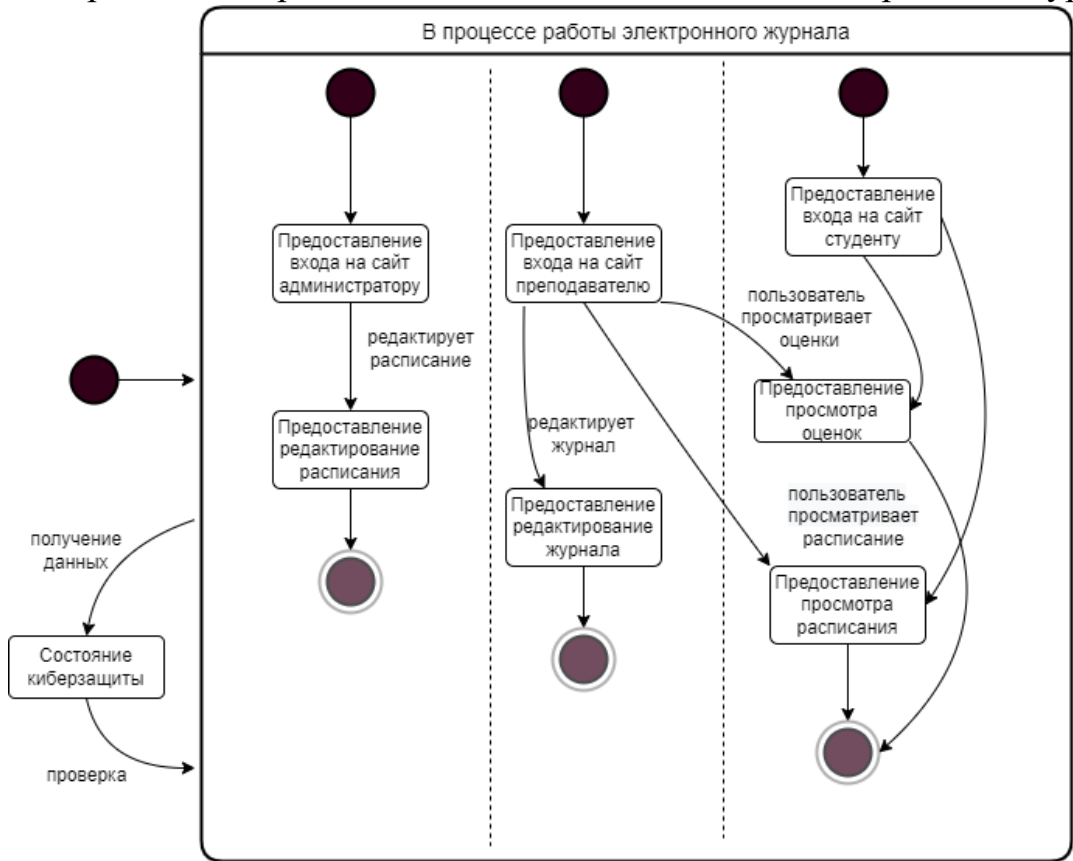 В процессе работы электронного журнала
Предоставление
входа на сайт
администратору
редактирует
расписание
Предоставление
редактирование
расписания
Предоставление
входа на сайт
преподавателю
редактирует
журнал
Предоставление
редактирование
журнала
Предоставление
входа на сайт
студенту
пользователь
просматривает
оценки
Предоставление
просмотра
оценок
пользователь
просматривает
расписание
Предоставление
просмотра
расписания
получение
данных
Состояние
киберзащиты
проверка